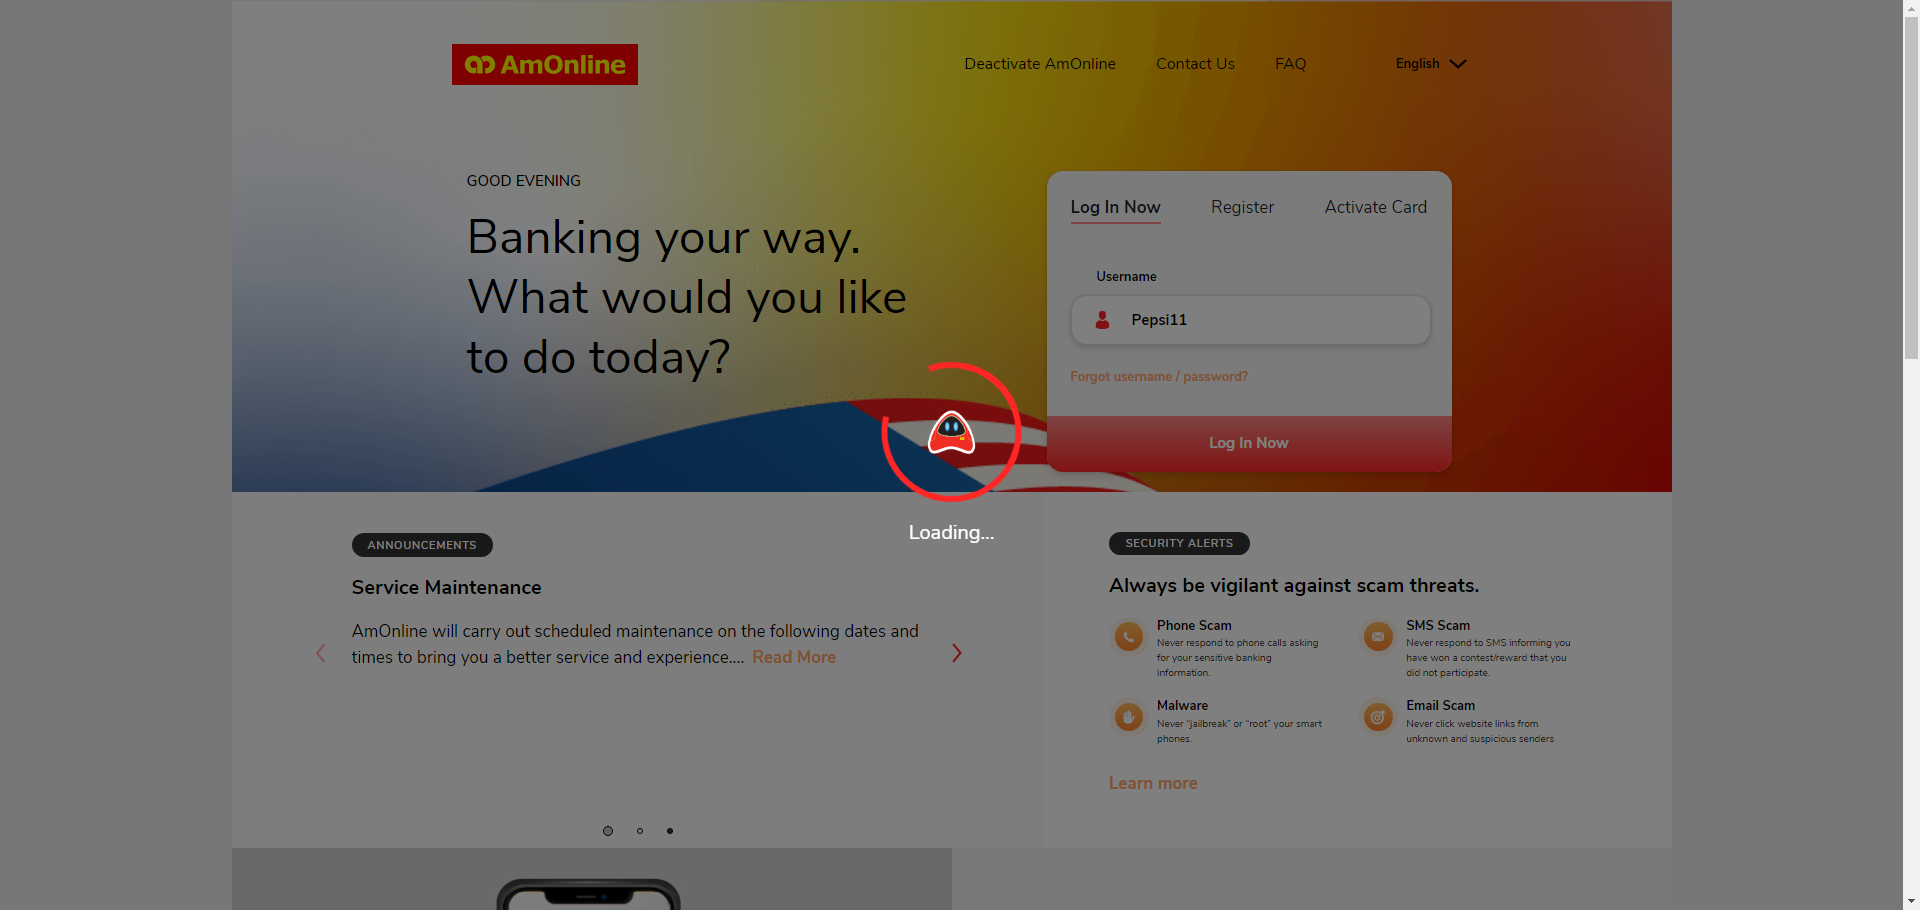 AmOnline
Deactivate AmOnline
Contact Us
FAQ
English
GOOD EVENING
Banking your way.
What would you like
to do today?
Log In Now
Register
Activate Card
Username
Pepsi11
Forgot username / password?
Log In Now
Loading...
ANNOUNCEMENTS
Service Maintenance
AmOnline will carry out scheduled maintenance on the following dates and
times to bring you a better service and experience.... Read More
SECURITY ALERTS
Always be vigilant against scam threats.
Phone Scam
Never respond to phone calls asking
for your sensitive banking
information.
SMS Scam
Never respond to SMS informing you
have won a contest/reward that you
did not participate.
Malware
Never “jailbreak” or “root” your smart
phones.
Email Scam
Never click website links from
unknown and suspicious senders
Learn more